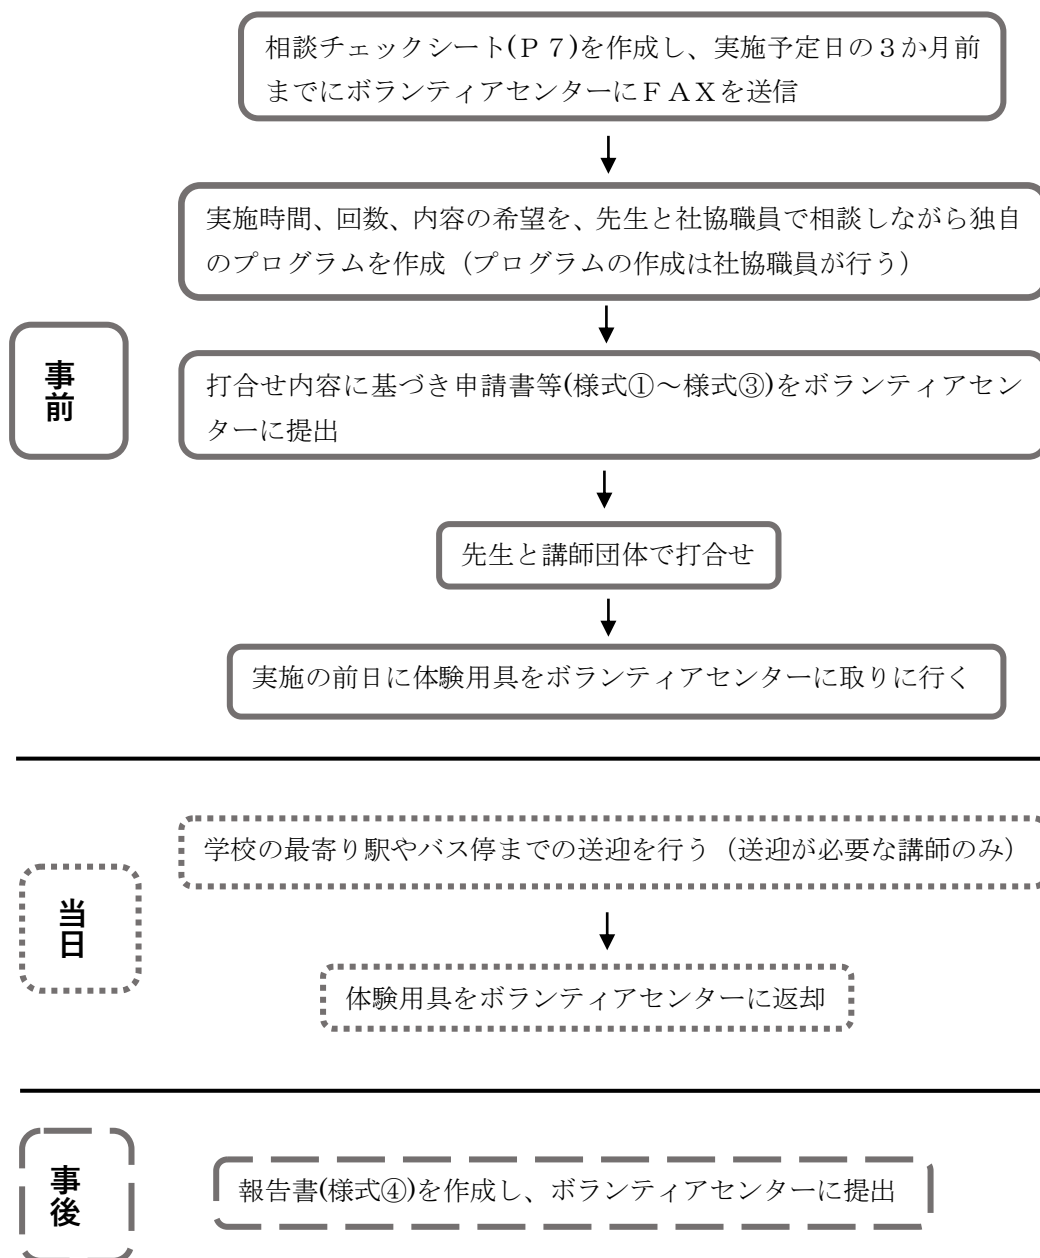 相談チェックシート(P７)を作成し、実施予定日の３か月前
までにボランティアセンターにＦＡＸを送信
実施時間、回数、内容の希望を、先生と社協職員で相談しながら独自
のプログラムを作成（プログラムの作成は社協職員が行う）
事前
打合せ内容に基づき申請書等(様式①～様式③)をボランティアセン
ターに提出
先生と講師団体で打合せ
実施の前日に体験用具をボランティアセンターに取りに行く
学校の最寄り駅やバス停までの送迎を行う（送迎が必要な講師のみ）
当日
体験用具をボランティアセンターに返却
事後
報告書(様式④)を作成し、ボランティアセンターに提出